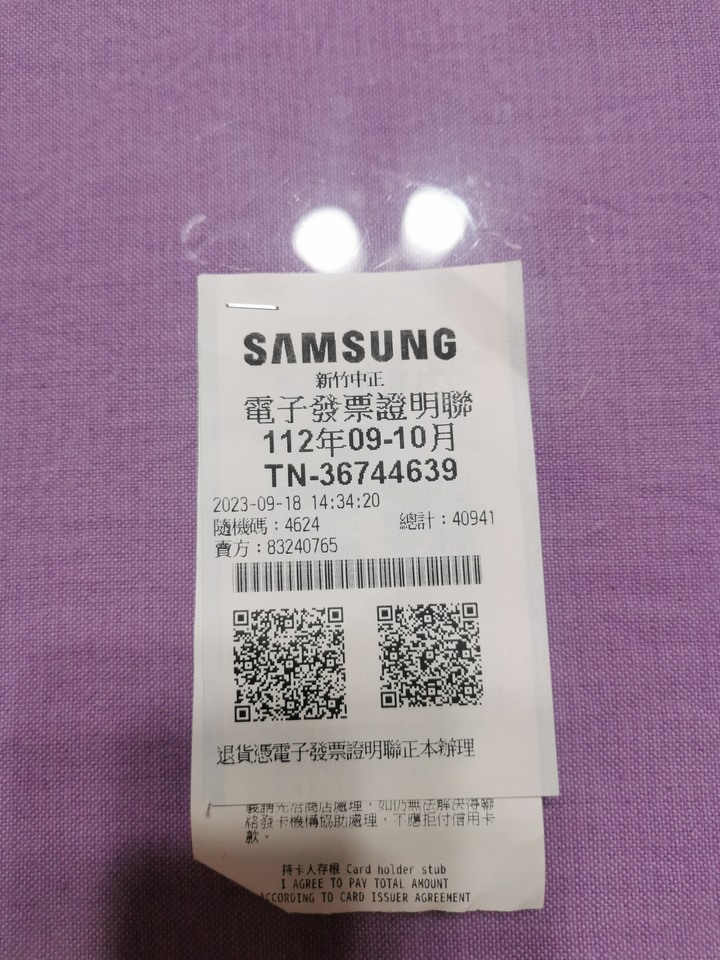 SAMSUNG
新竹中正
電子發票證明聯
112年09-10月
TN-36744639
2023-09-18 14:34:20
隨機碼：4624 總計：40941
賣方：83240765
退貨憑電子發票證明聯正本辦理
義請先洽商店處理，如仍無法解決得聯
絡發卡機構協助處理，不應拒付信用卡
款。
持卡人存根 Card holder stub
I AGREE TO PAY TOTAL AMOUNT
ACCORDING TO CARD ISSUER AGREEMENT